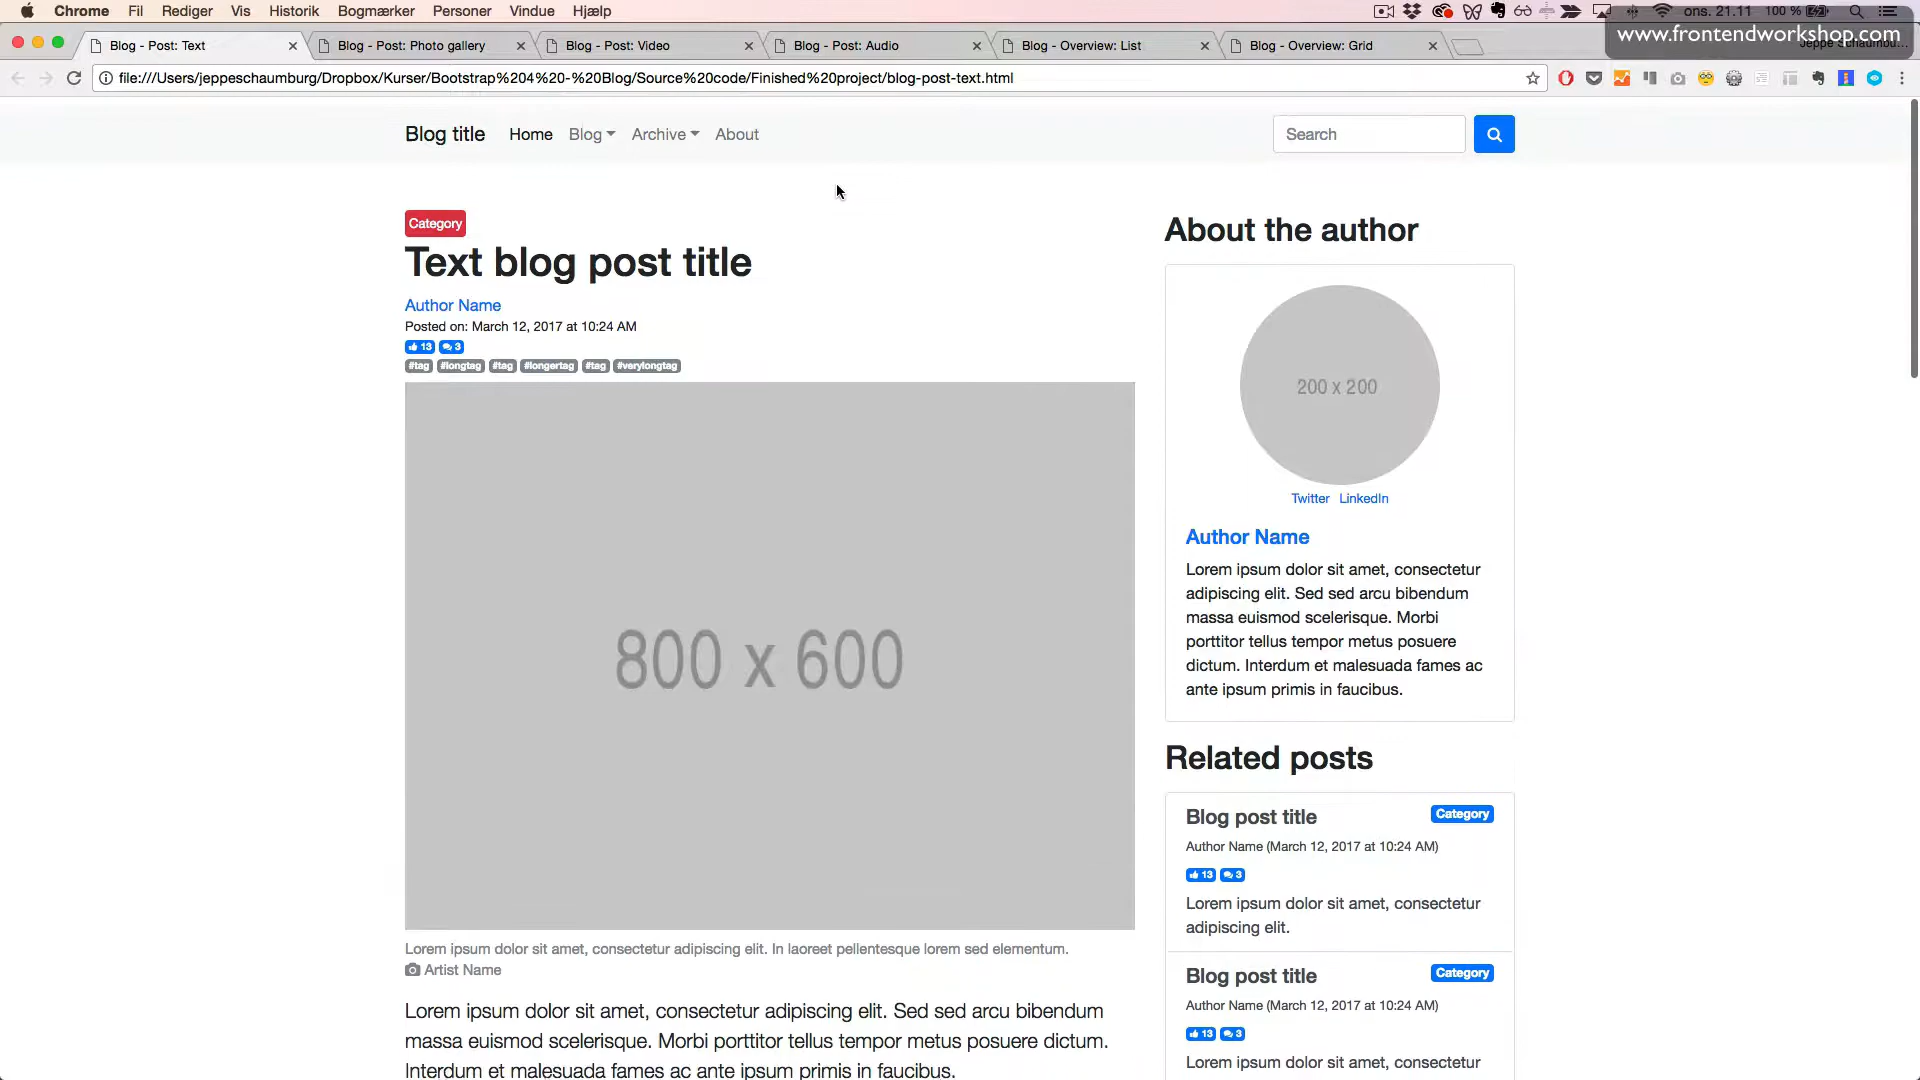 Chrome Fil Rediger Vis Historik Bogmærker Personer Vindue Hjælp ons. 21.11 100 %
www.frontendworkshop.com
Blog - Post: Text Blog - Post: Photo gallery Blog - Post: Video Blog - Post: Audio Blog - Overview: List Blog - Overview: Grid
file:///Users/jeppeschaumburg/Dropbox/Kurser/Bootstrap%204%20-%20Blog/Source%20code/Finished%20project/blog-post-text.html
Blog title Home Blog Archive About Search
Category
Text blog post title
Author Name
Posted on: March 12, 2017 at 10:24 AM
13 3
#tag #longtag #tag #longertag #tag #verylongtag
800 x 600
Lorem ipsum dolor sit amet, consectetur adipiscing elit. In laoreet pellentesque lorem sed elementum.
Artist Name
Lorem ipsum dolor sit amet, consectetur adipiscing elit. Sed sed arcu bibendum
massa euismod scelerisque. Morbi porttitor tellus tempor metus posuere dictum.
Interdum et malesuada fames ac ante ipsum primis in faucibus.
About the author
200 x 200
Twitter LinkedIn
Author Name
Lorem ipsum dolor sit amet, consectetur
adipiscing elit. Sed sed arcu bibendum
massa euismod scelerisque. Morbi
porttitor tellus tempor metus posuere
dictum. Interdum et malesuada fames ac
ante ipsum primis in faucibus.
Related posts
Blog post title Category
Author Name (March 12, 2017 at 10:24 AM)
13 3
Lorem ipsum dolor sit amet, consectetur
adipiscing elit.
Blog post title Category
Author Name (March 12, 2017 at 10:24 AM)
13 3
Lorem ipsum dolor sit amet, consectetur